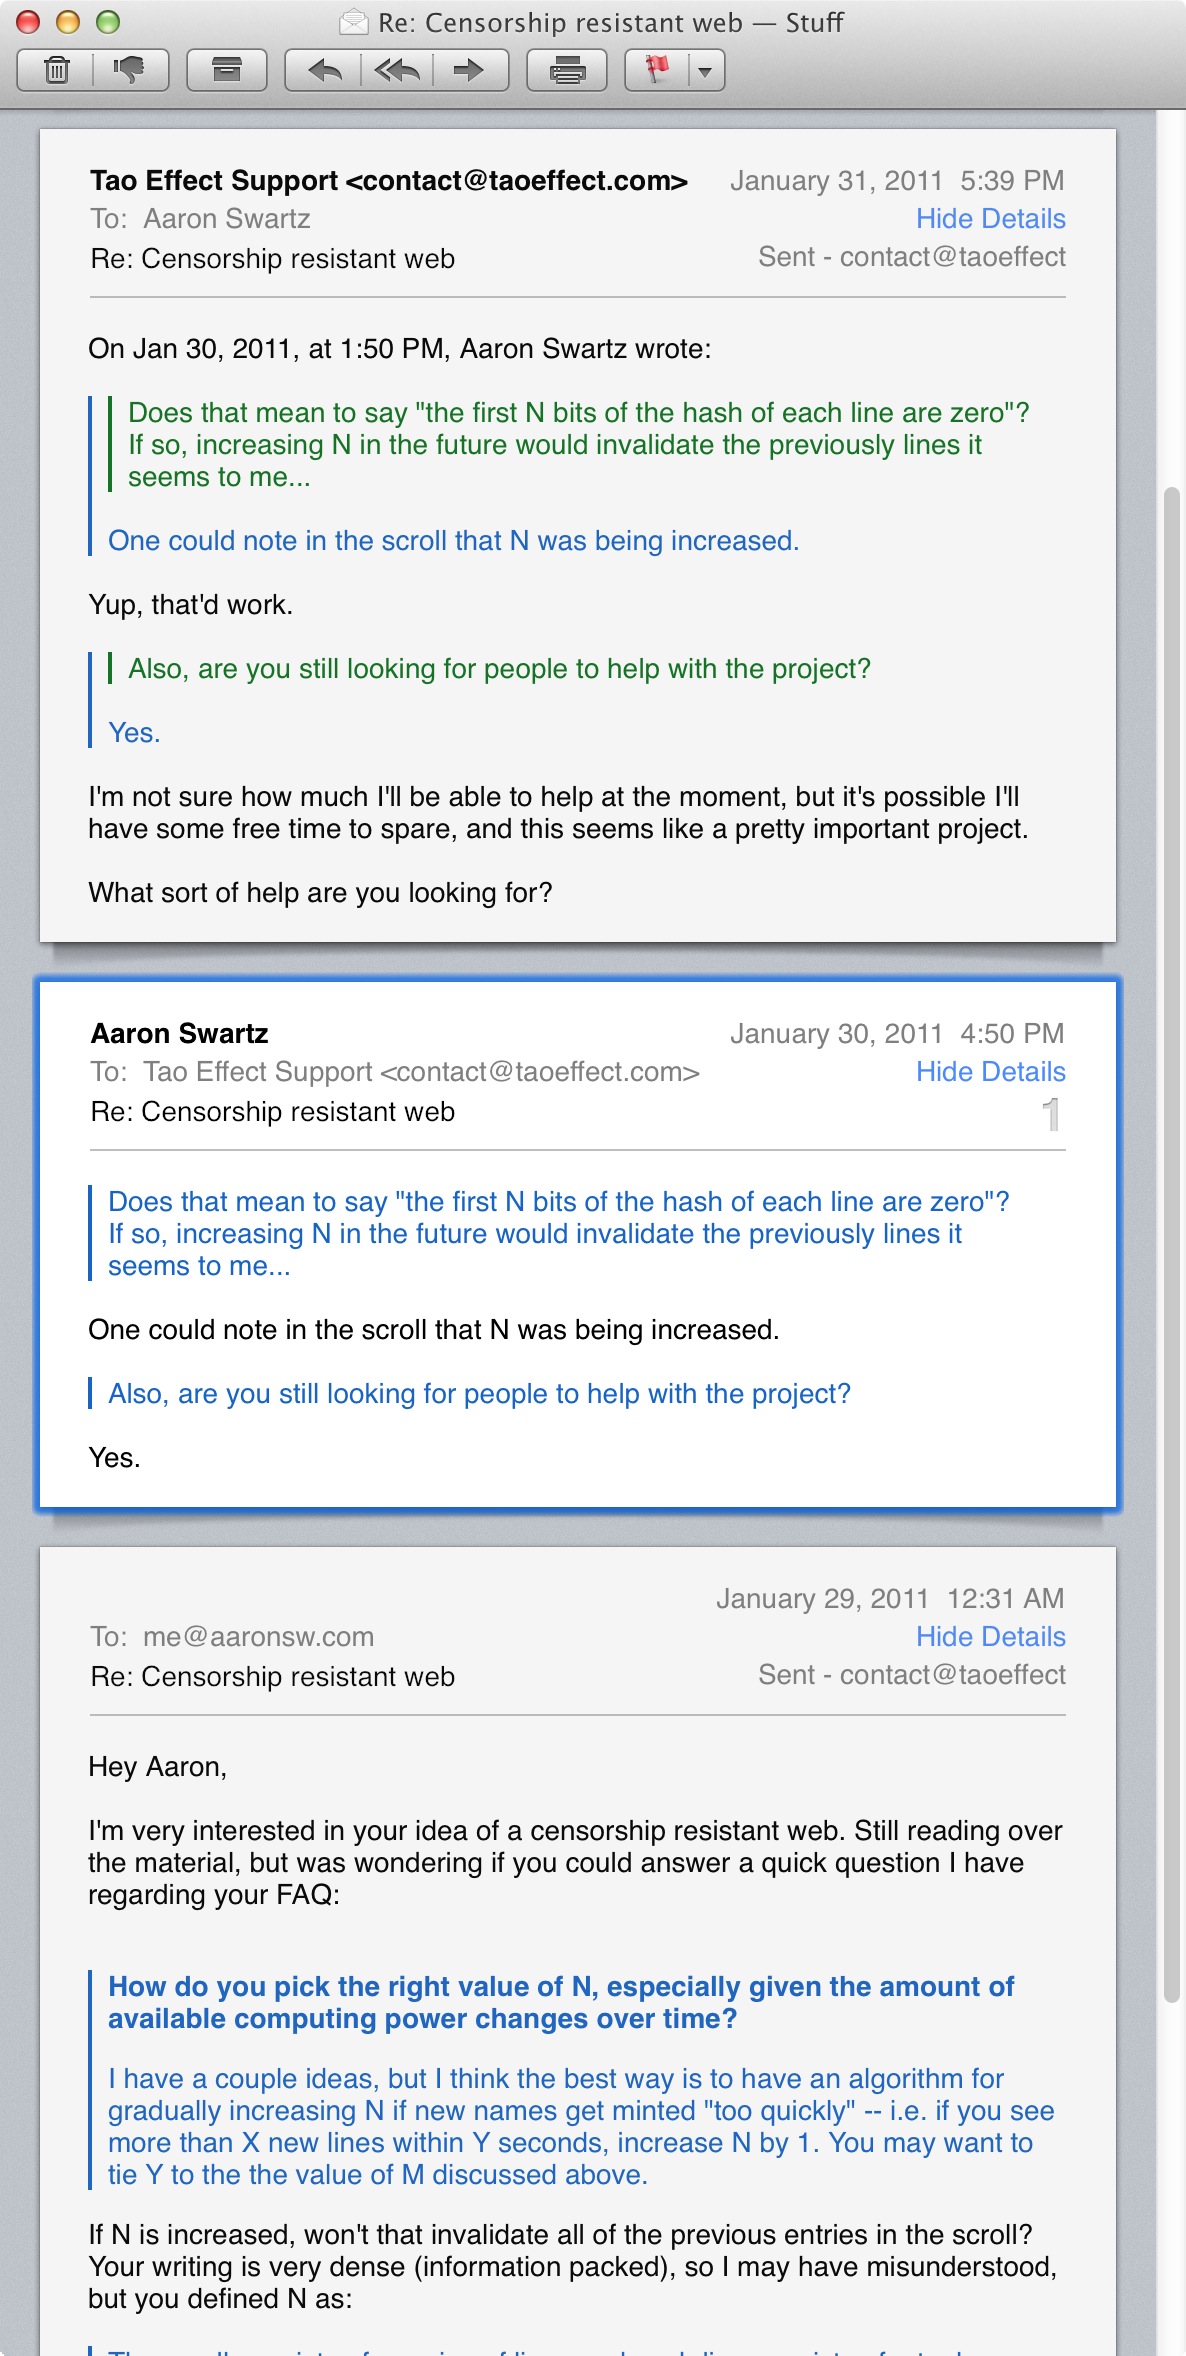 Re: Censorship resistant web — Stuff
Tao Effect Support <contact@taoeffect.com> January 31, 2011 5:39 PM
To: Aaron Swartz Hide Details
Re: Censorship resistant web Sent - contact@taoeffect
On Jan 30, 2011, at 1:50 PM, Aaron Swartz wrote:
Does that mean to say "the first N bits of the hash of each line are zero"?
If so, increasing N in the future would invalidate the previously lines it
seems to me...
One could note in the scroll that N was being increased.
Yup, that'd work.
Also, are you still looking for people to help with the project?
Yes.
I'm not sure how much I'll be able to help at the moment, but it's possible I'll
have some free time to spare, and this seems like a pretty important project.
What sort of help are you looking for?
Aaron Swartz January 30, 2011 4:50 PM
To: Tao Effect Support <contact@taoeffect.com> Hide Details
Re: Censorship resistant web 1
Does that mean to say "the first N bits of the hash of each line are zero"?
If so, increasing N in the future would invalidate the previously lines it
seems to me...
One could note in the scroll that N was being increased.
Also, are you still looking for people to help with the project?
Yes.
January 29, 2011 12:31 AM
To: me@aaronsw.com Hide Details
Re: Censorship resistant web Sent - contact@taoeffect
Hey Aaron,
I'm very interested in your idea of a censorship resistant web. Still reading over
the material, but was wondering if you could answer a quick question I have
regarding your FAQ:
How do you pick the right value of N, especially given the amount of
available computing power changes over time?
I have a couple ideas, but I think the best way is to have an algorithm for
gradually increasing N if new names get minted "too quickly" -- i.e. if you see
more than X new lines within Y seconds, increase N by 1. You may want to
tie Y to the the value of M discussed above.
If N is increased, won't that invalidate all of the previous entries in the scroll?
Your writing is very dense (information packed), so I may have misunderstood,
but you defined N as: